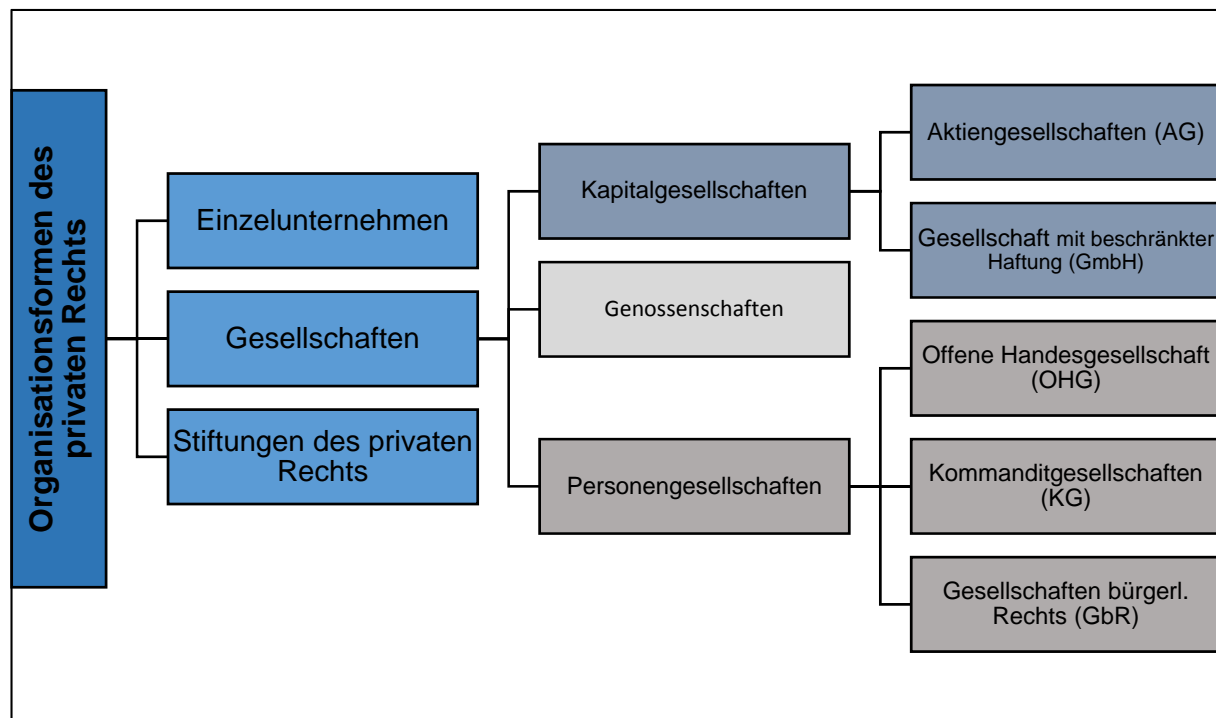 Organisationsformen des
privaten Rechts
Einzelunternehmen
Gesellschaften
Stiftungen des privaten
Rechts
Kapitalgesellschaften
Genossenschaften
Personengesellschaften
Aktiengesellschaften (AG)
Gesellschaft mit beschränkter
Haftung (GmbH)
Offene Handesgesellschaft
(OHG)
Kommanditgesellschaften
(KG)
Gesellschaften bürgerl.
Rechts (GbR)